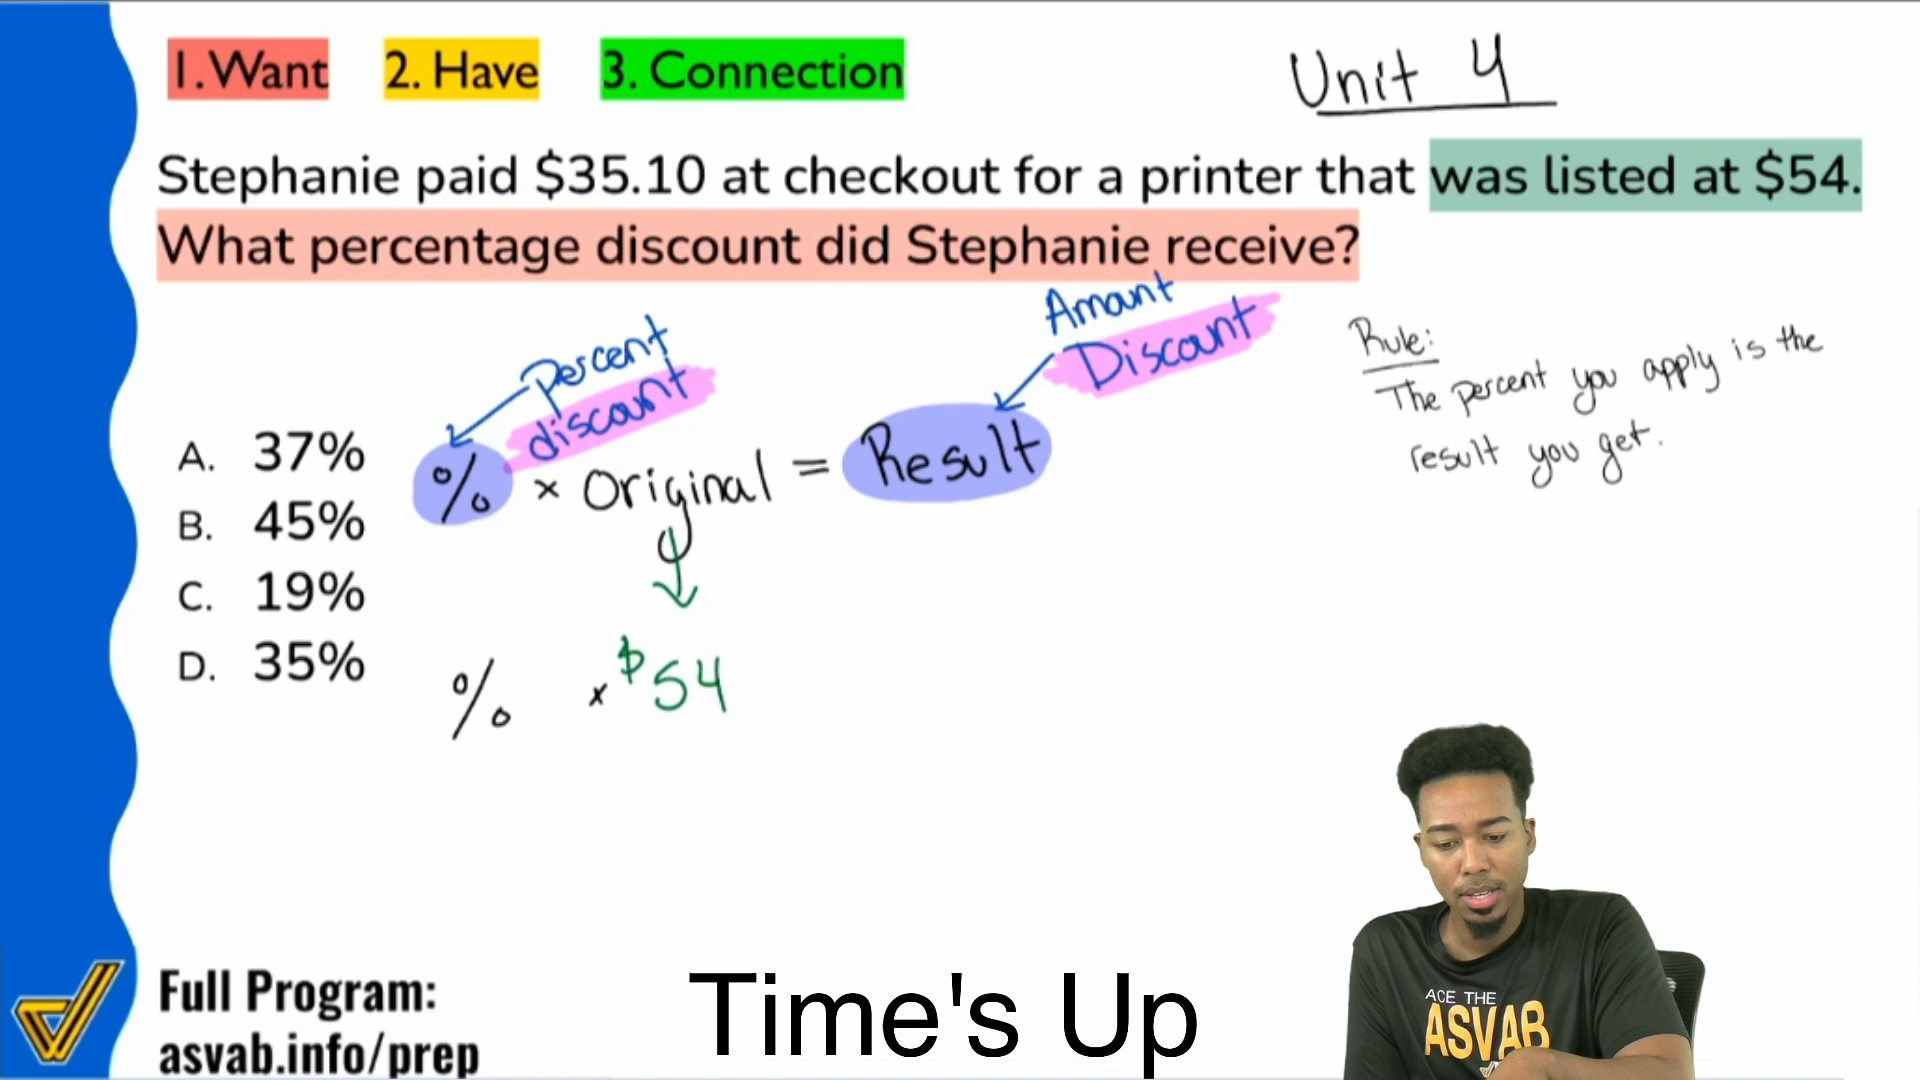 1. Want 2. Have 3. Connection
Unit 4
Stephanie paid $35.10 at checkout for a printer that was listed at $54.
What percentage discount did Stephanie receive?
Percent
discount
Amount
Discount
Rule:
The percent you apply is the
result you get.
A. 37%
B. 45%
C. 19%
D. 35%
% × Original = Result
% × $54
Full Program:
asvab.info/prep
Time's Up
ACE THE
ASVAB